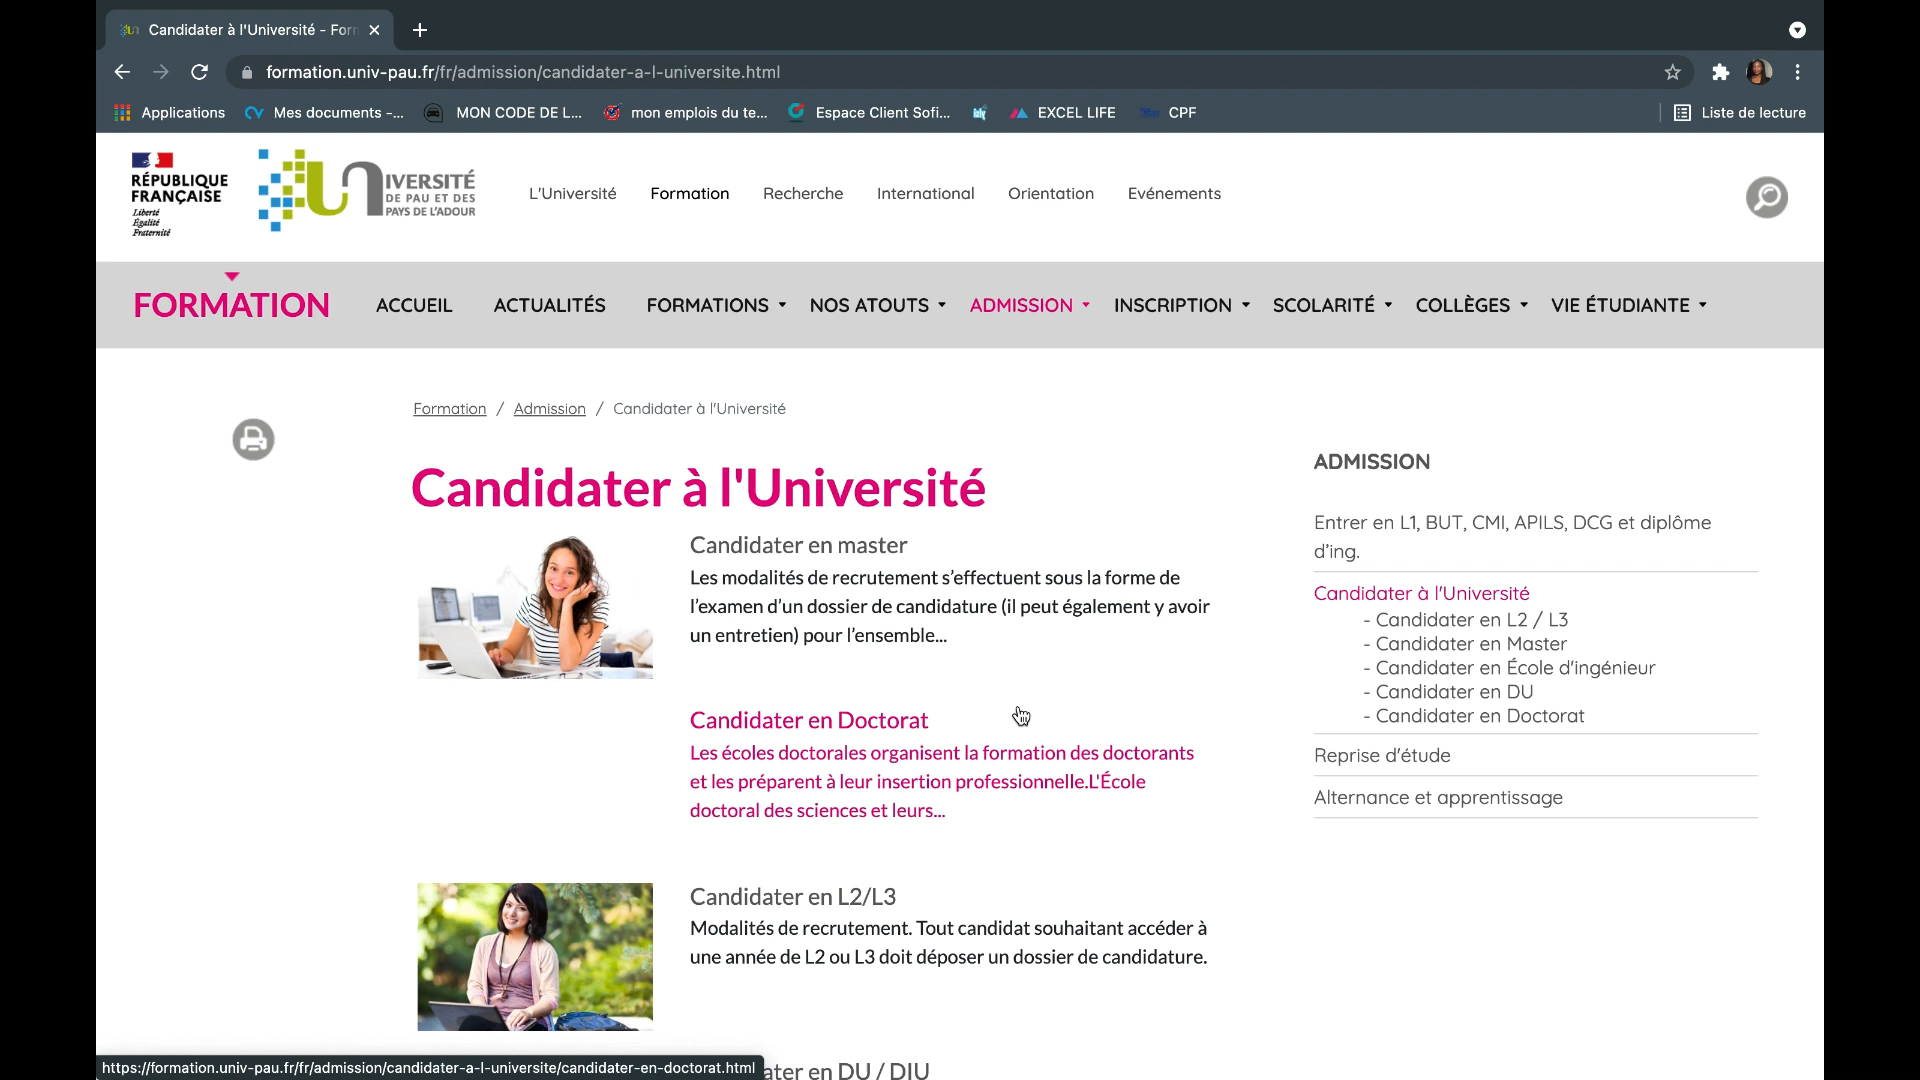 Candidater à l'Université - For
formation.univ-pau.fr/fr/admission/candidater-a-l-universite.html
Applications
Mes documents -...
MON CODE DE L...
mon emplois du te...
Espace Client Sofi...
EXCEL LIFE
CPF
Liste de lecture
RÉPUBLIQUE
FRANÇAISE
Liberté
Égalité
Fraternité
UNIVERSITÉ
DE PAU ET DES
PAYS DE L'ADOUR
L'Université
Formation
Recherche
International
Orientation
Evénements
FORMATION
ACCUEIL
ACTUALITÉS
FORMATIONS
NOS ATOUTS
ADMISSION
INSCRIPTION
SCOLARITÉ
COLLÈGES
VIE ÉTUDIANTE
Formation / Admission / Candidater à l'Université
Candidater à l'Université
Candidater en master
Les modalités de recrutement s’effectuent sous la forme de
l’examen d’un dossier de candidature (il peut également y avoir
un entretien) pour l’ensemble...
Candidater en Doctorat
Les écoles doctorales organisent la formation des doctorants
et les préparent à leur insertion professionnelle.L'École
doctoral des sciences et leurs...
Candidater en L2/L3
Modalités de recrutement. Tout candidat souhaitant accéder à
une année de L2 ou L3 doit déposer un dossier de candidature.
ater en DU / DIU
ADMISSION
Entrer en L1, BUT, CMI, APILS, DCG et diplôme
d’ing.
Candidater à l'Université
- Candidater en L2 / L3
- Candidater en Master
- Candidater en École d'ingénieur
- Candidater en DU
- Candidater en Doctorat
Reprise d'étude
Alternance et apprentissage
https://formation.univ-pau.fr/fr/admission/candidater-a-l-universite/candidater-en-doctorat.html